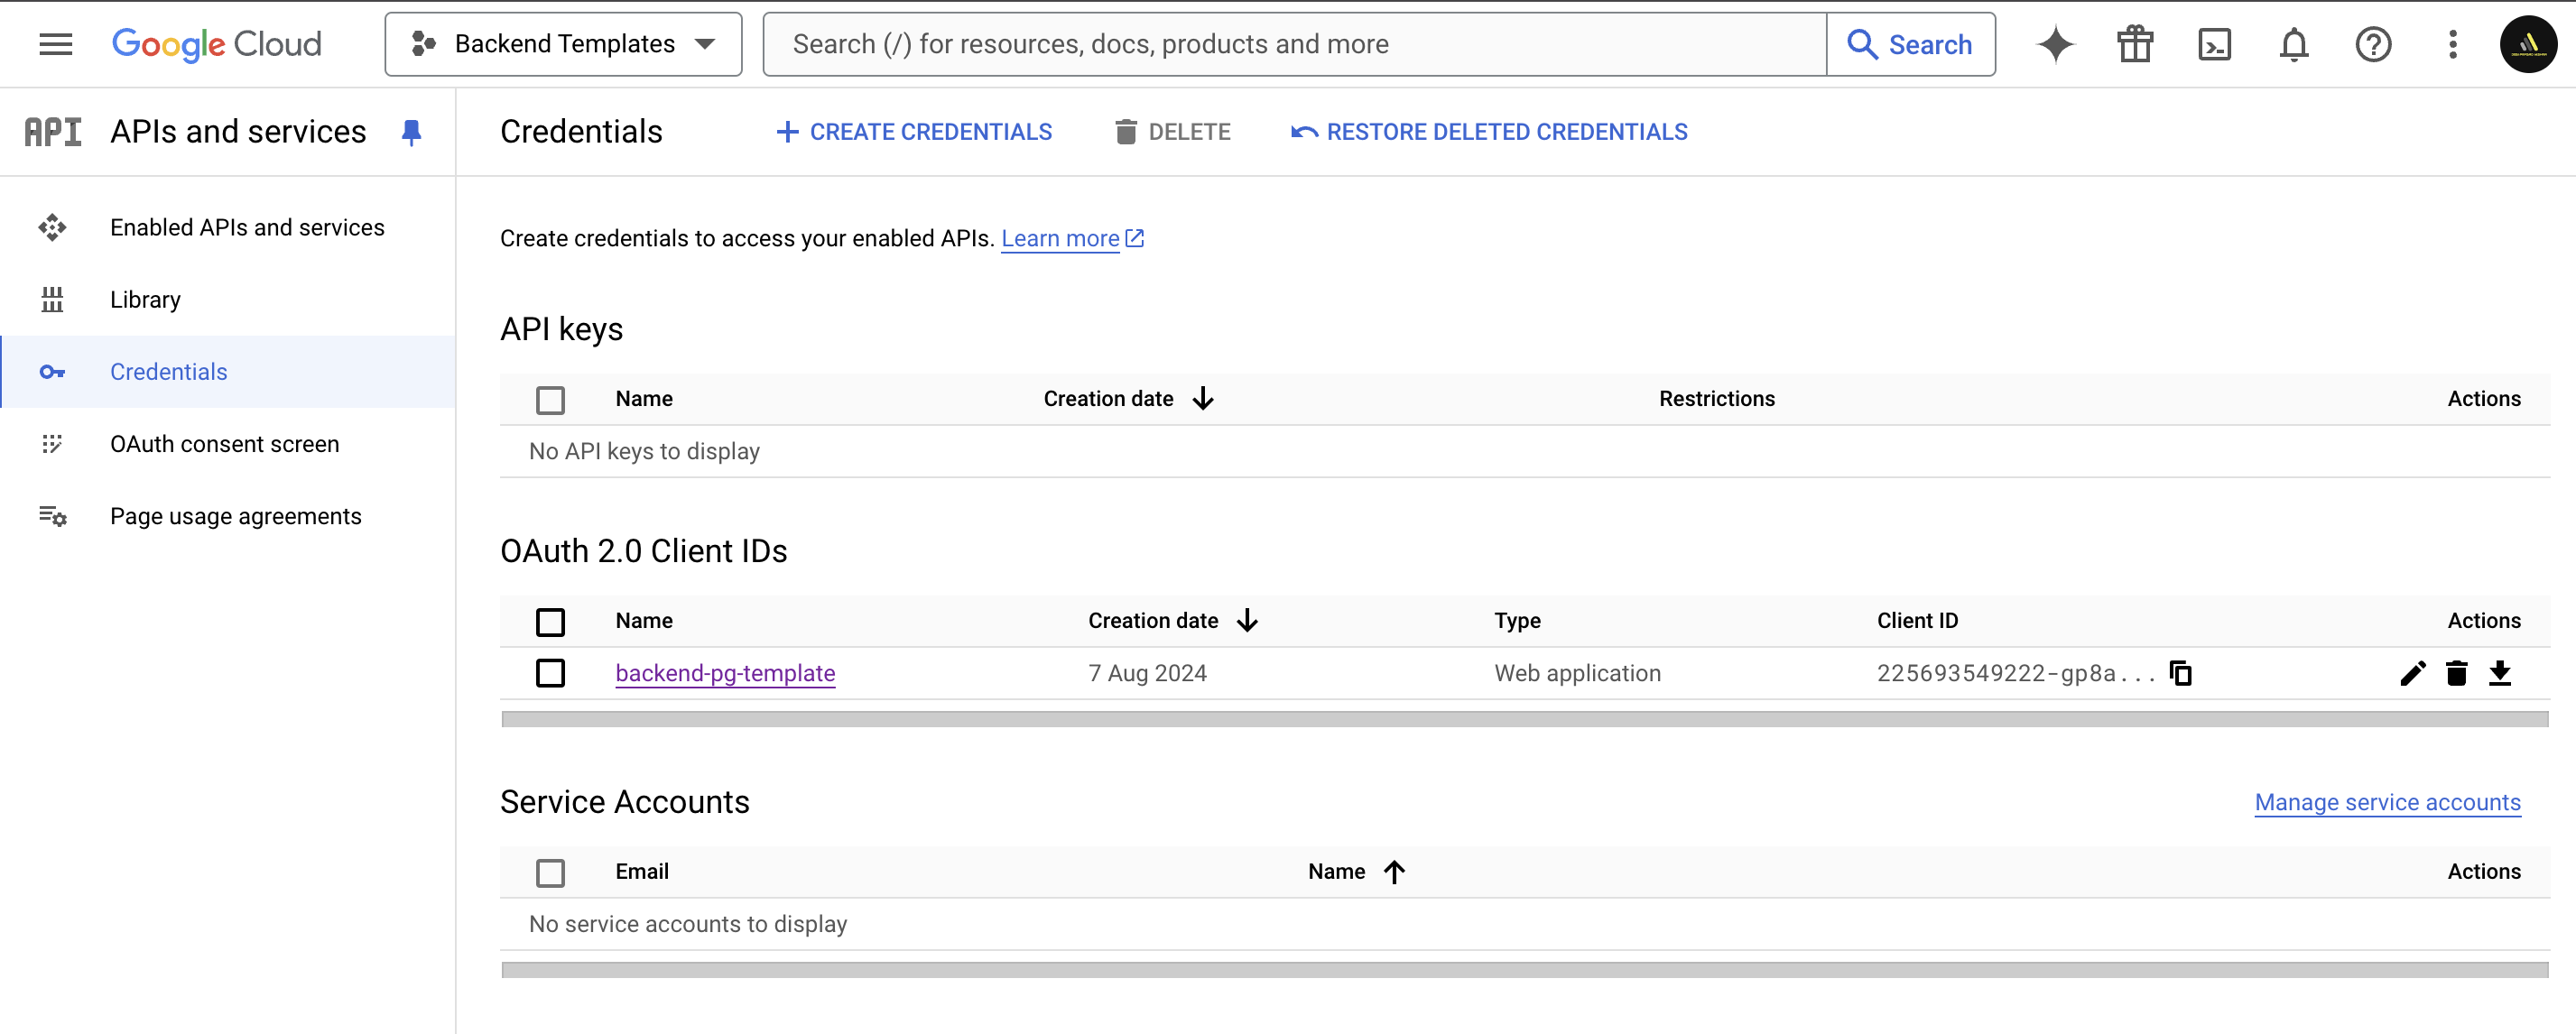 Google Cloud
Backend Templates
Search (/) for resources, docs, products and more
Search
API
APIs and services
Credentials
CREATE CREDENTIALS
DELETE
RESTORE DELETED CREDENTIALS
Enabled APIs and services
Library
Credentials
OAuth consent screen
Page usage agreements
Create credentials to access your enabled APIs. Learn more
API keys
Name Creation date Restrictions Actions
No API keys to display
OAuth 2.0 Client IDs
Name Creation date Type Client ID Actions
backend-pg-template 7 Aug 2024 Web application 225693549222-gp8a...
Service Accounts
Manage service accounts
Email Name Actions
No service accounts to display